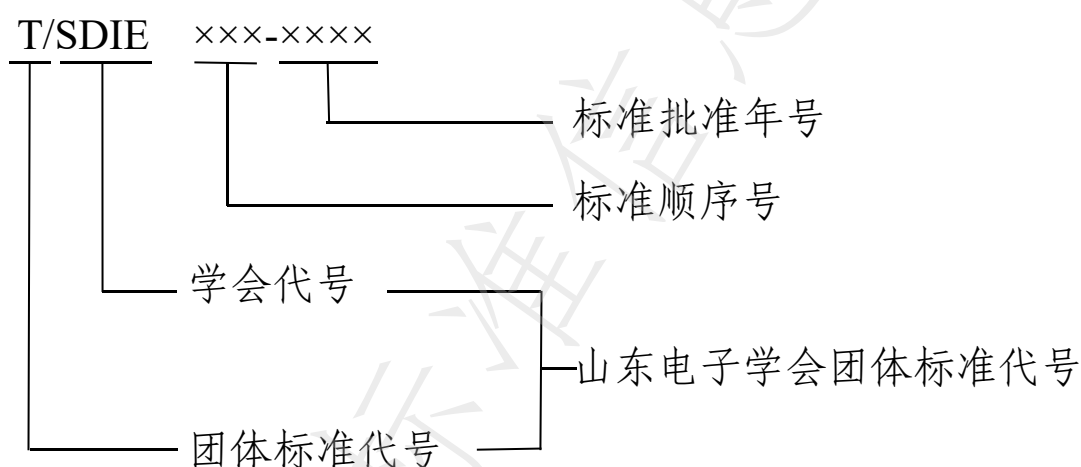 T/SDIE ×××-××××
标准批准年号
标准顺序号
学会代号
山东电子学会团体标准代号
团体标准代号